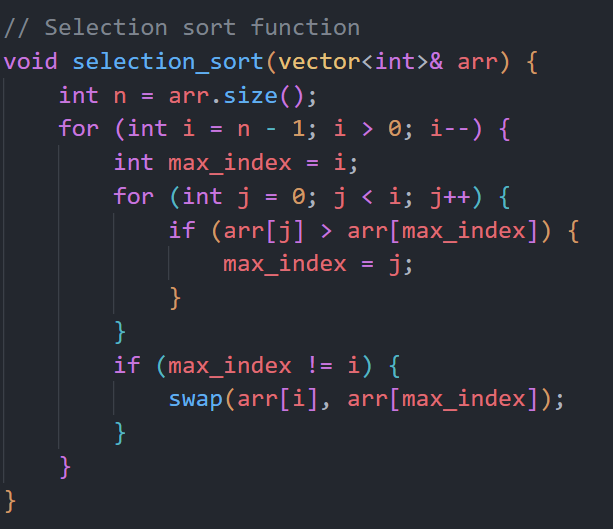 // Selection sort function
void selection_sort(vector<int>& arr) {
    int n = arr.size();
    for (int i = n - 1; i > 0; i--) {
        int max_index = i;
        for (int j = 0; j < i; j++) {
            if (arr[j] > arr[max_index]) {
                max_index = j;
            }
        }
        if (max_index != i) {
            swap(arr[i], arr[max_index]);
        }
    }
}